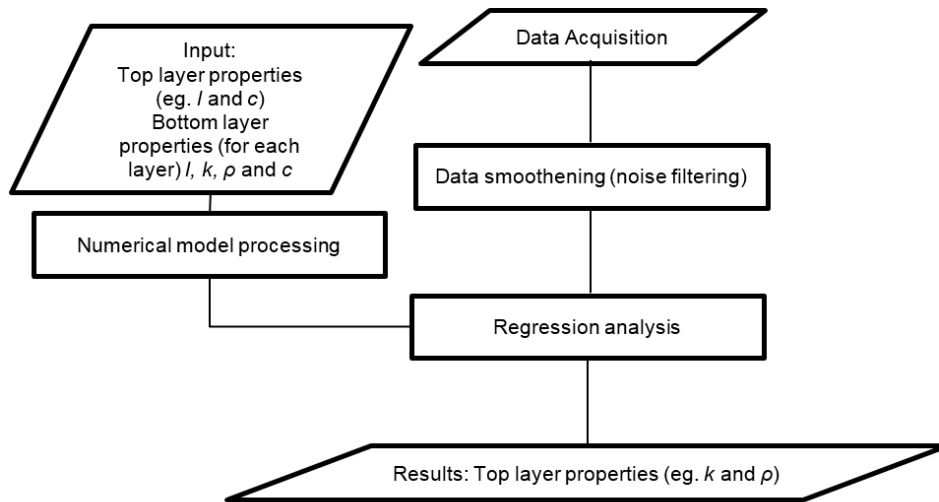 Input:
Top layer properties
(eg. l and c)
Bottom layer
properties (for each
layer) l, k, ρ and c
Numerical model processing
Data Acquisition
Data smoothening (noise filtering)
Regression analysis
Results: Top layer properties (eg. k and ρ)